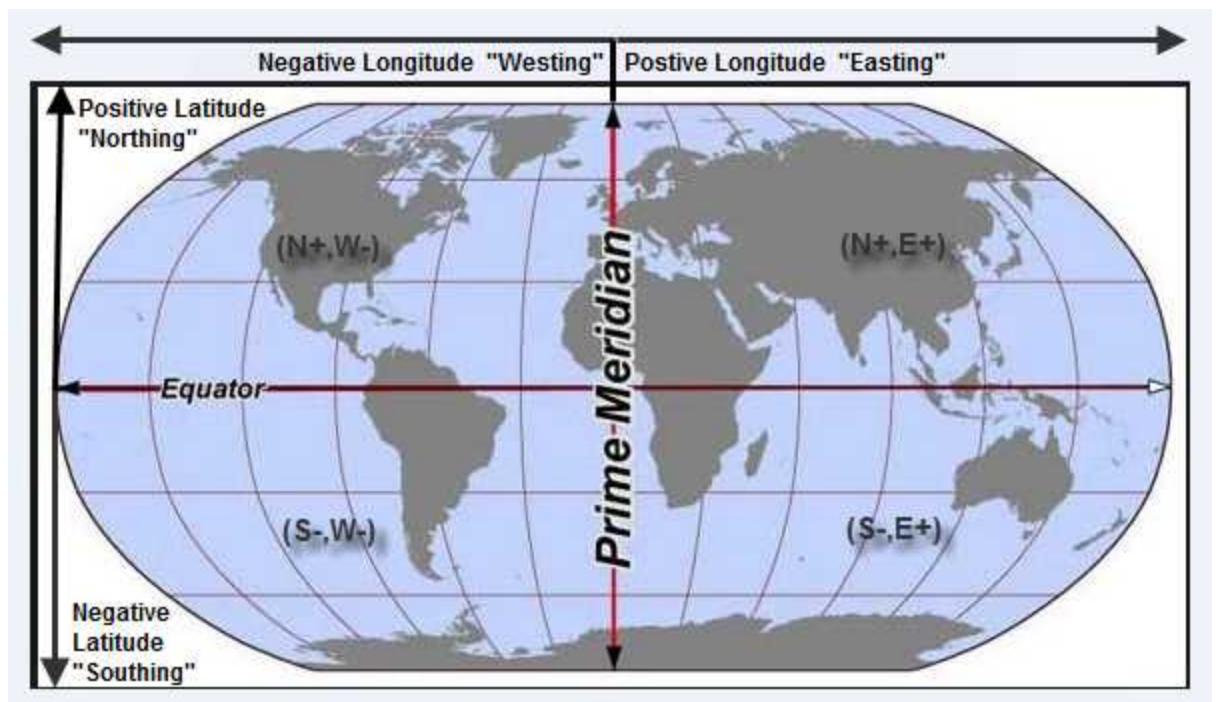 Negative Longitude "Westing"
Postive Longitude "Easting"
Positive Latitude
"Northing"
(N+,W-)
(N+,E+)
Prime Meridian
Equator
(S-,W-)
(S-,E+)
Negative
Latitude
"Southing"